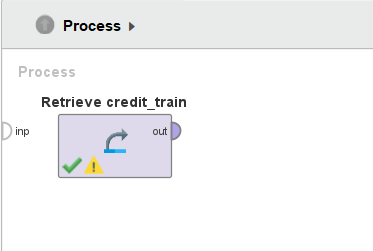 Process
Process
Retrieve credit_train
inp
out